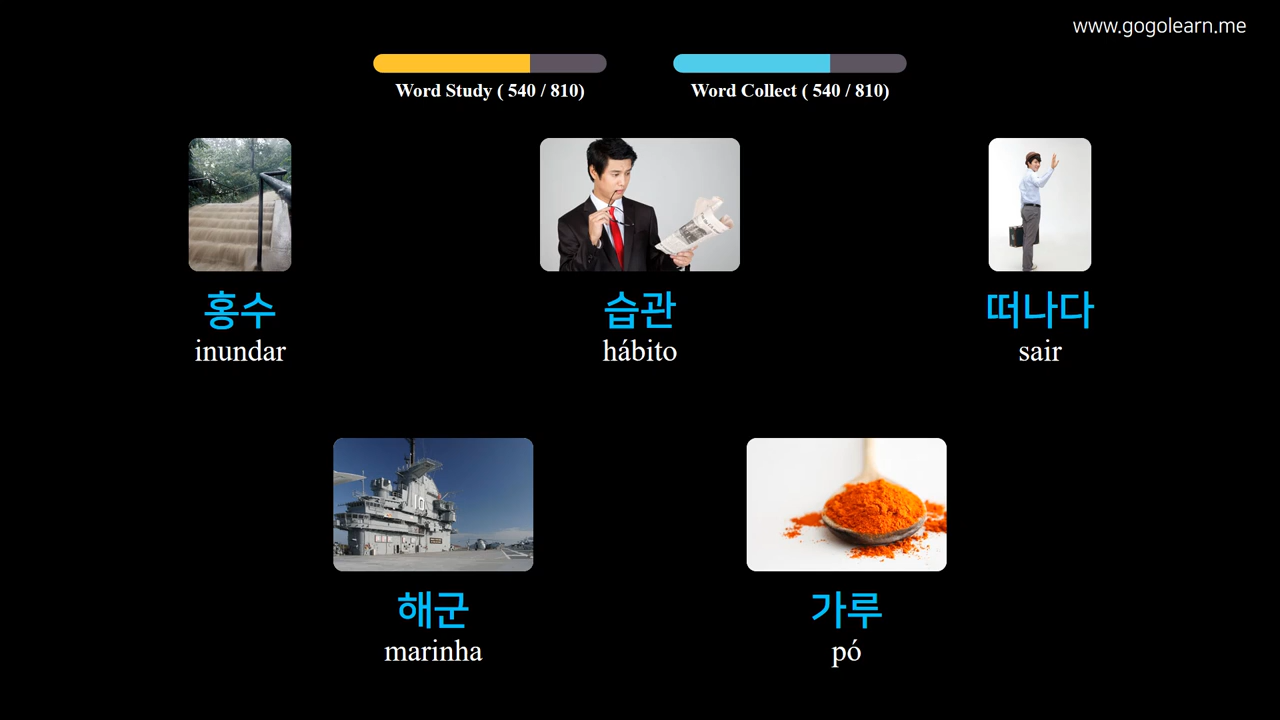 www.gogolearn.me
Word Study ( 540 / 810)
Word Collect ( 540 / 810)
홍수
inundar
습관
hábito
떠나다
sair
해군
marinha
가루
pó
10